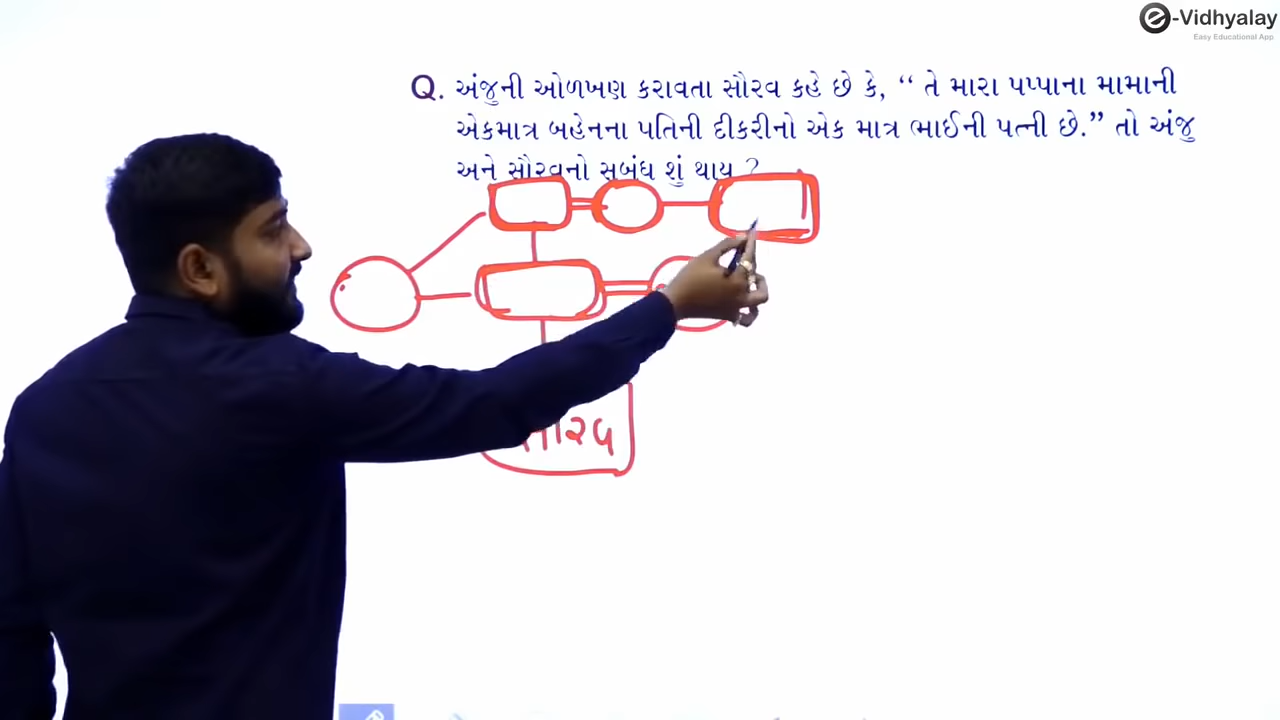 e-Vidhyalay
Easy Educational App
Q. અંજુની ઓળખણ કરાવતા સૌરવ કહે છે કે, “ તે મારા પપ્પાના મામાની
એકમાત્ર બહેનના પતિની દીકરીનો એક માત્ર ભાઈની પત્ની છે.” તો અંજુ
અને સૌરવનો સબંધ શું થાય ?